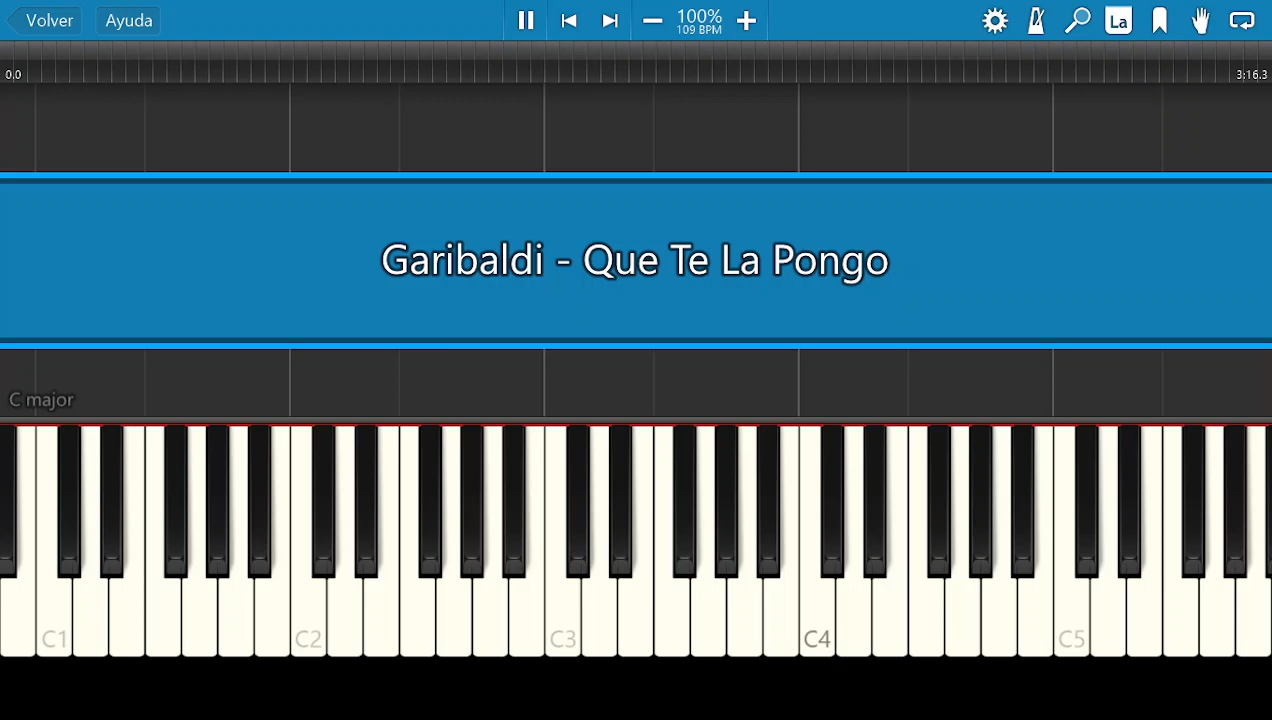 Volver
Ayuda
100%
109 BPM
La
0.0
3:16.3
Garibaldi - Que Te La Pongo
C major
C1
C2
C3
C4
C5